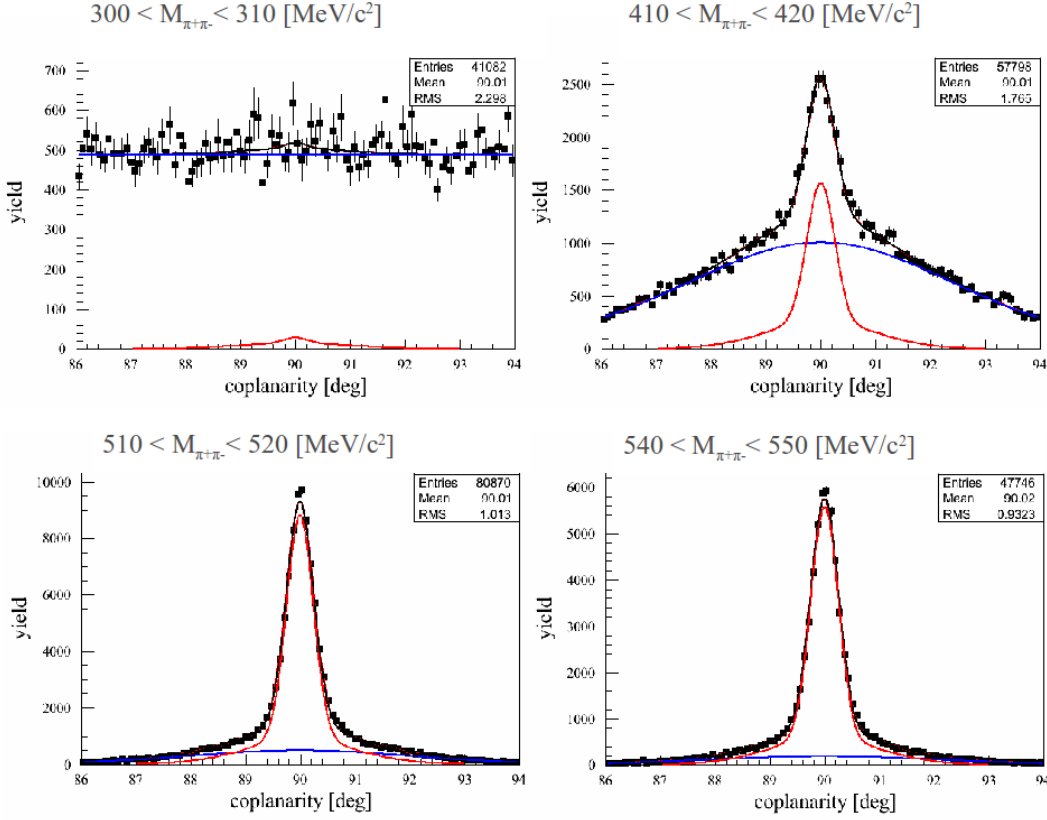 300 < Mπ+π- < 310 [MeV/c2]
410 < Mπ+π- < 420 [MeV/c2]
700
600
500
400
300
200
100
0
yield
Entries 41082
Mean 90.01
RMS 2.298
86 87 88 89 90 91 92 93 94
coplanarity [deg]
2500
2000
1500
1000
500
0
yield
Entries 57798
Mean 90.01
RMS 1.765
86 87 88 89 90 91 92 93 94
coplanarity [deg]
510 < Mπ+π- < 520 [MeV/c2]
540 < Mπ+π- < 550 [MeV/c2]
10000
8000
6000
4000
2000
0
yield
Entries 80870
Mean 90.01
RMS 1.013
86 87 88 89 90 91 92 93 94
coplanarity [deg]
6000
5000
4000
3000
2000
1000
0
yield
Entries 47746
Mean 90.02
RMS 0.9323
86 87 88 89 90 91 92 93 94
coplanarity [deg]